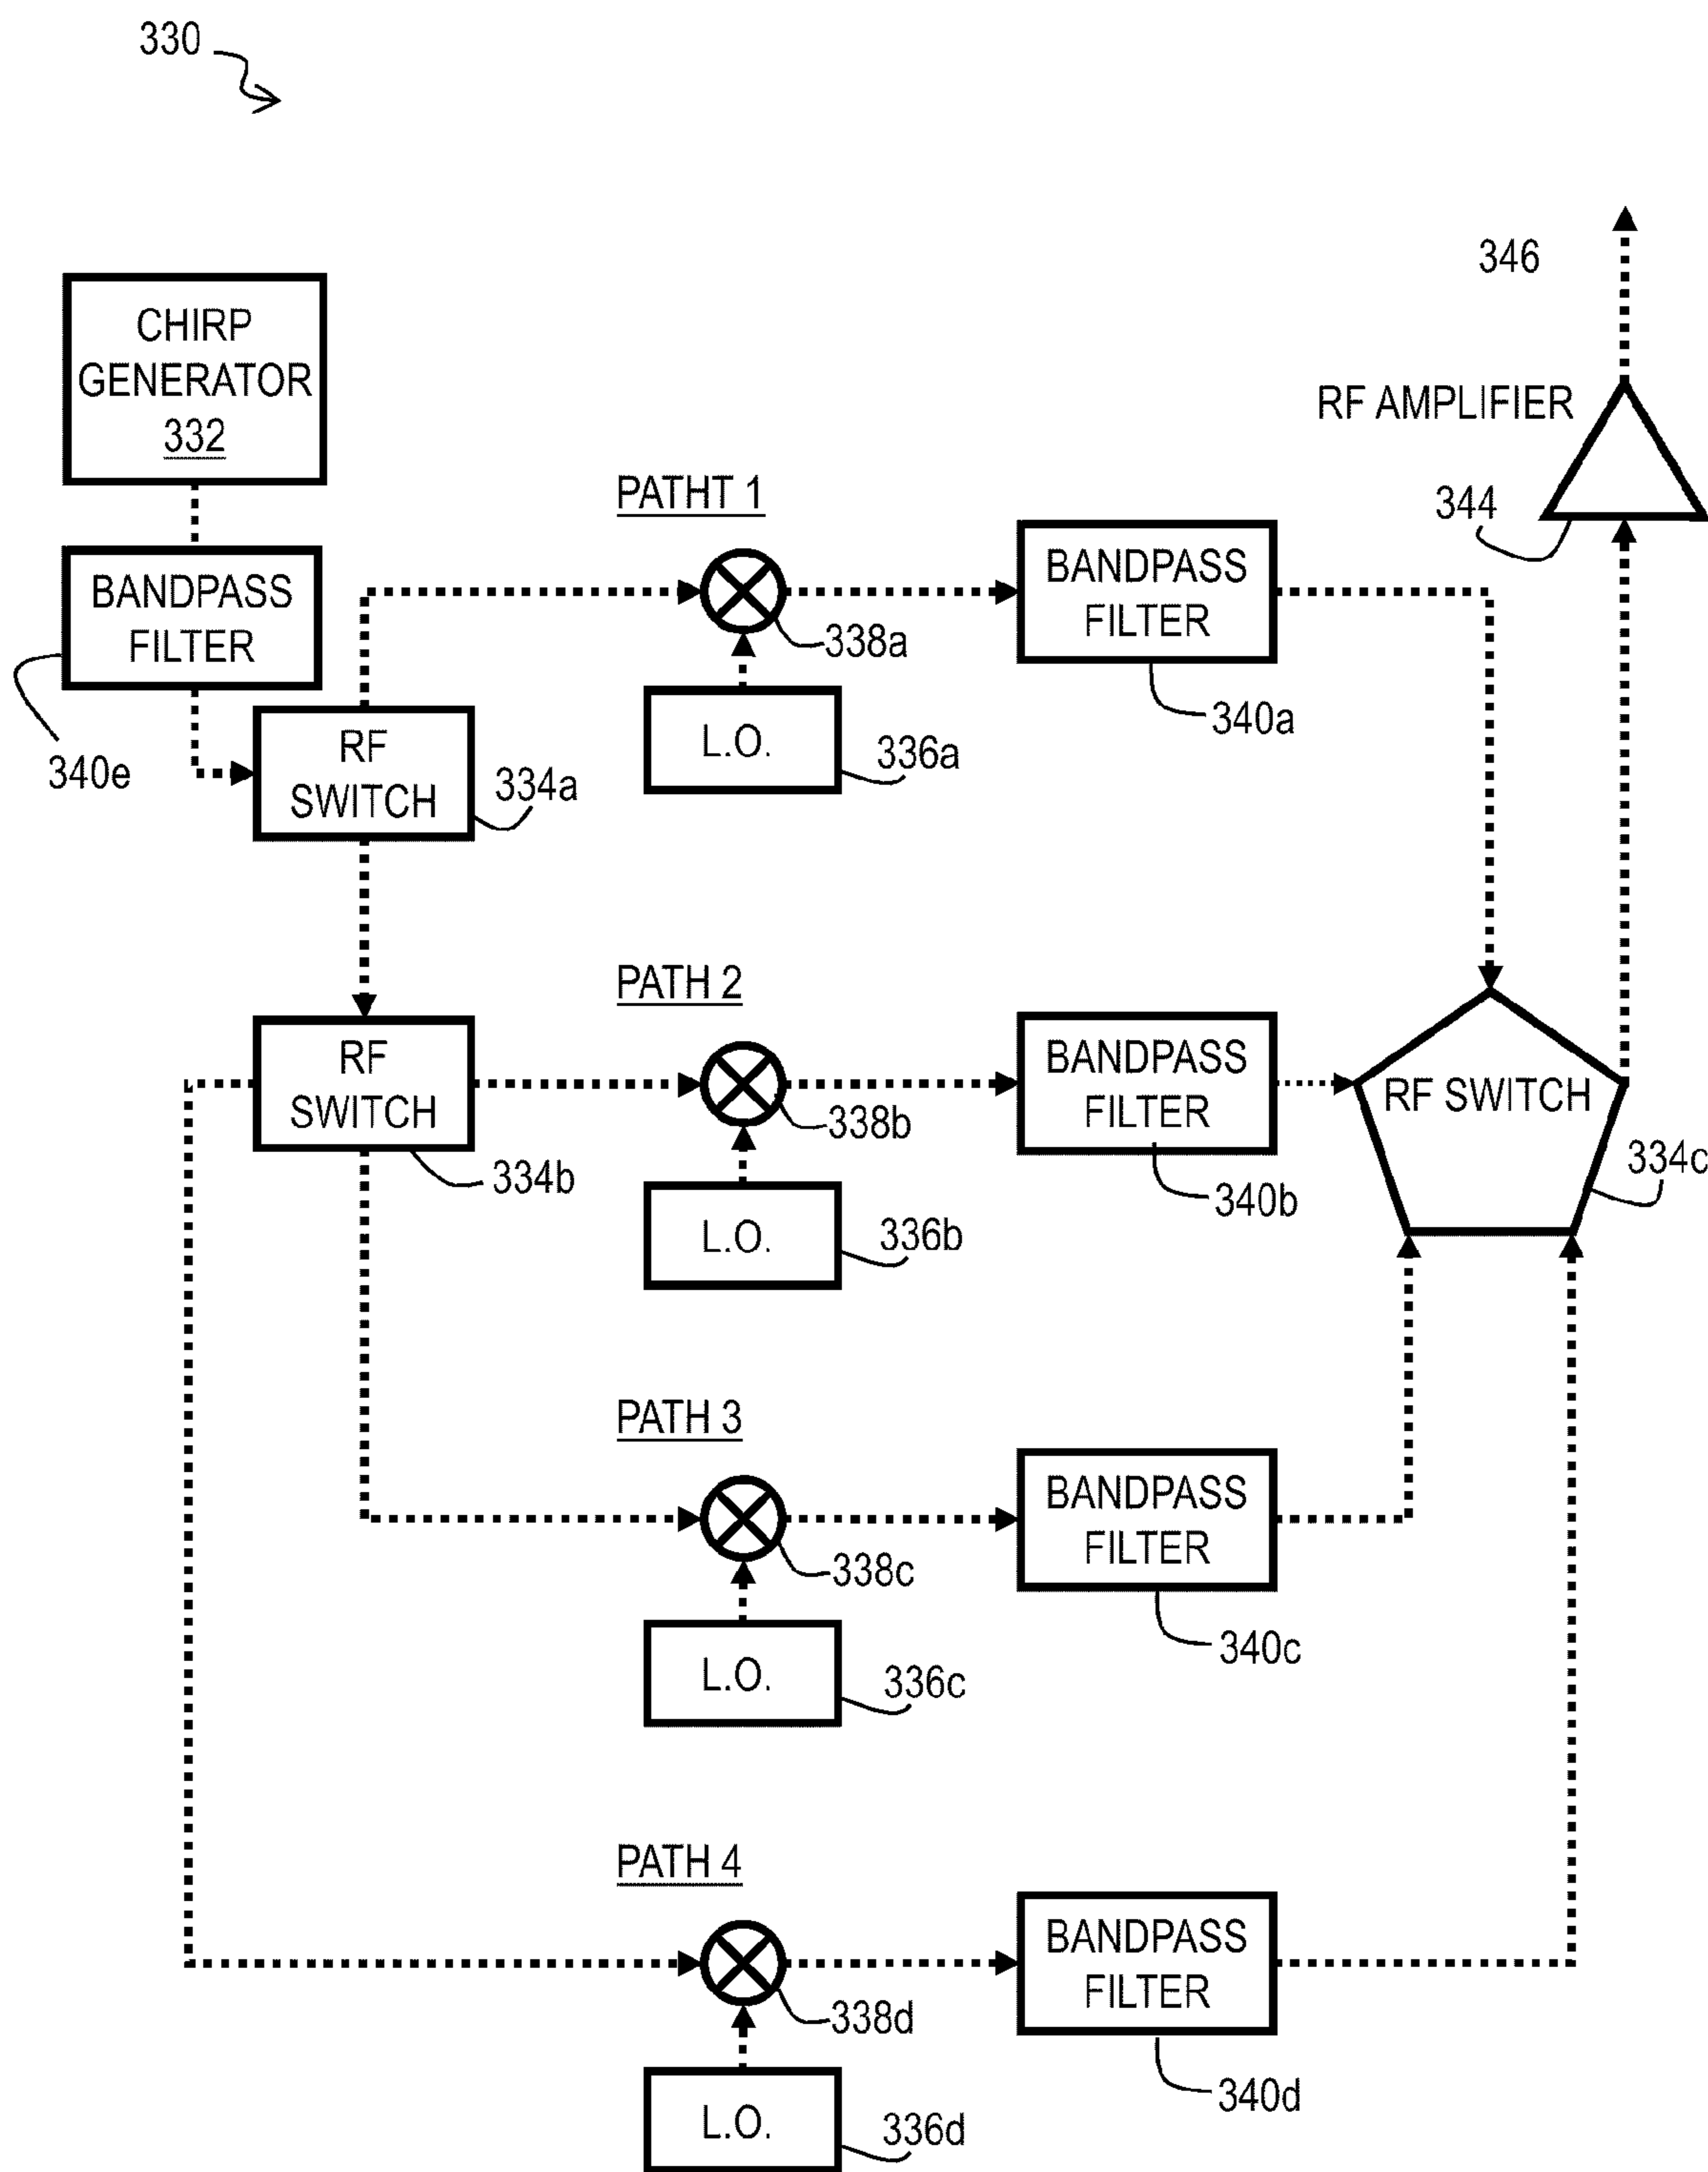 330
346
CHIRP
GENERATOR
332
RF AMPLIFIER
344
PATHT 1
BANDPASS
FILTER
340e
BANDPASS
FILTER
340a
338a
L.O.
336a
RF
SWITCH
334a
PATH 2
RF
SWITCH
334b
338b
L.O.
336b
BANDPASS
FILTER
340b
RF SWITCH
334c
PATH 3
338c
L.O.
336c
BANDPASS
FILTER
340c
PATH 4
338d
L.O.
336d
BANDPASS
FILTER
340d